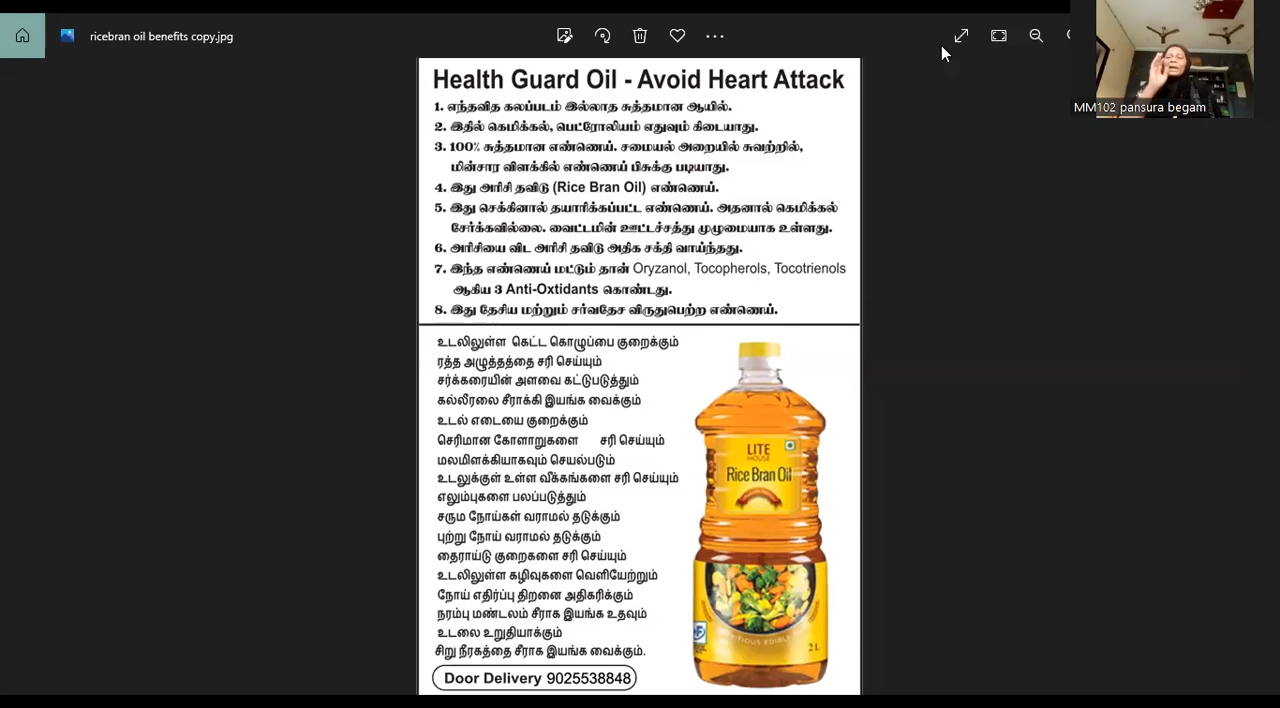 ricebran oil benefits copy.jpg
MM102 pansura begam
Health Guard Oil - Avoid Heart Attack
1. எந்தவித கலப்படம் இல்லாத சுத்தமான ஆயில்.
2. இதில் கெமிக்கல், பெட்ரோலியம் எதுவும் கிடையாது.
3. 100% சுத்தமான எண்ணெய். சமையல் அறையில் சுவற்றில்,
மின்சார விளக்கில் எண்ணெய் பிசுக்கு படியாது.
4. இது அரிசி தவிடு (Rice Bran Oil) எண்ணெய்.
5. இது செக்கினால் தயாரிக்கப்பட்ட எண்ணெய். அதனால் கெமிக்கல்
சேர்க்கவில்லை. வைட்டமின் ஊட்டச்சத்து முழுமையாக உள்ளது.
6. அரிசியை விட அரிசி தவிடு அதிக சக்தி வாய்ந்தது.
7. இந்த எண்ணெய் மட்டும் தான் Oryzanol, Tocopherols, Tocotrienols
ஆகிய 3 Anti-Oxtidants கொண்டது.
8. இது தேசிய மற்றும் சர்வதேச விருதுபெற்ற எண்ணெய்.
உடலிலுள்ள கெட்ட கொழுப்பை குறைக்கும்
ரத்த அழுத்தத்தை சரி செய்யும்
சர்க்கரையின் அளவை கட்டுபடுத்தும்
கல்லீரலை சீராக்கி இயங்க வைக்கும்
உடல் எடையை குறைக்கும்
செரிமான கோளாறுகளை சரி செய்யும்
மலமிளக்கியாகவும் செயல்படும்
உடலுக்குள் உள்ள வீக்கங்களை சரி செய்யும்
எலும்புகளை பலப்படுத்தும்
சரும நோய்கள் வராமல் தடுக்கும்
புற்று நோய் வராமல் தடுக்கும்
தைராய்டு குறைகளை சரி செய்யும்
உடலிலுள்ள கழிவுகளை வெளியேற்றும்
நோய் எதிர்ப்பு திறனை அதிகரிக்கும்
நரம்பு மண்டலம் சீராக இயங்க உதவும்
உடலை உறுதியாக்கும்
சிறு நீரகத்தை சீராக இயங்க வைக்கும்.
Door Delivery 9025538848
LITE
HOUSE
Rice Bran Oil
2 L